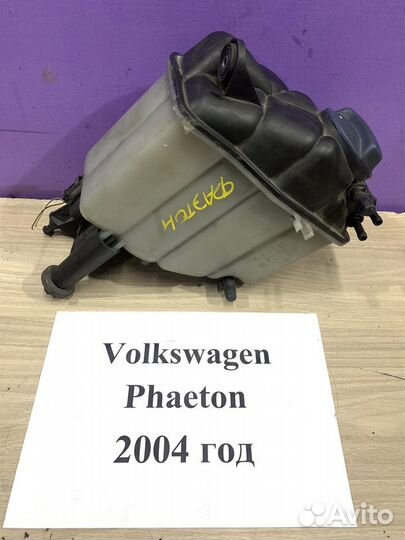 ФАЭТОН
Volkswagen
Phaeton
2004 год
Avito